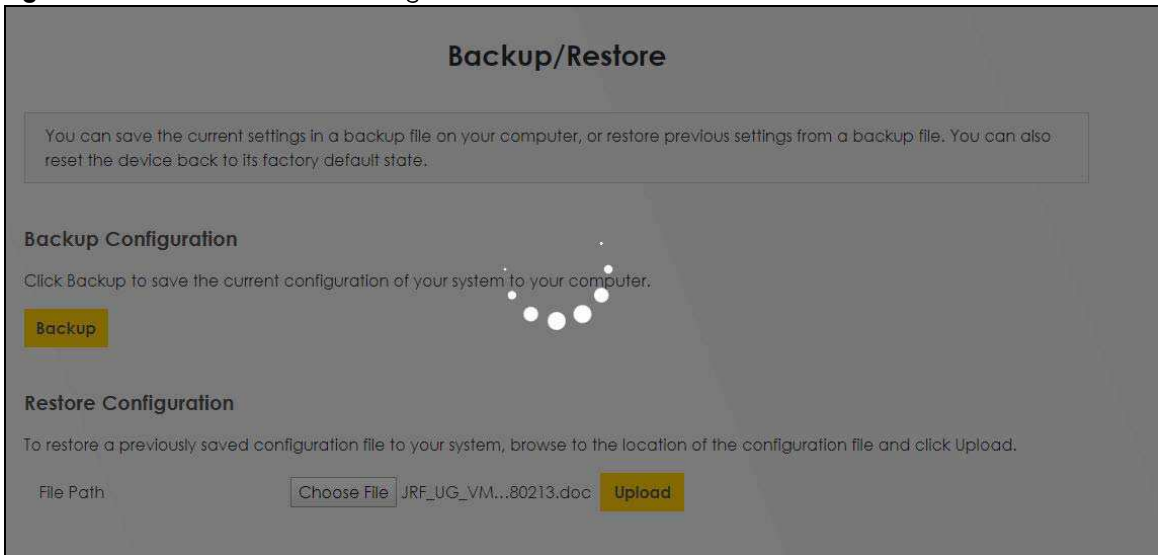 Backup/Restore
You can save the current settings in a backup file on your computer, or restore previous settings from a backup file. You can also
reset the device back to its factory default state.
Backup Configuration
Click Backup to save the current configuration of your system to your computer.
Backup
Restore Configuration
To restore a previously saved configuration file to your system, browse to the location of the configuration file and click Upload.
File Path Choose File JRF_UG_VM...80213.doc Upload